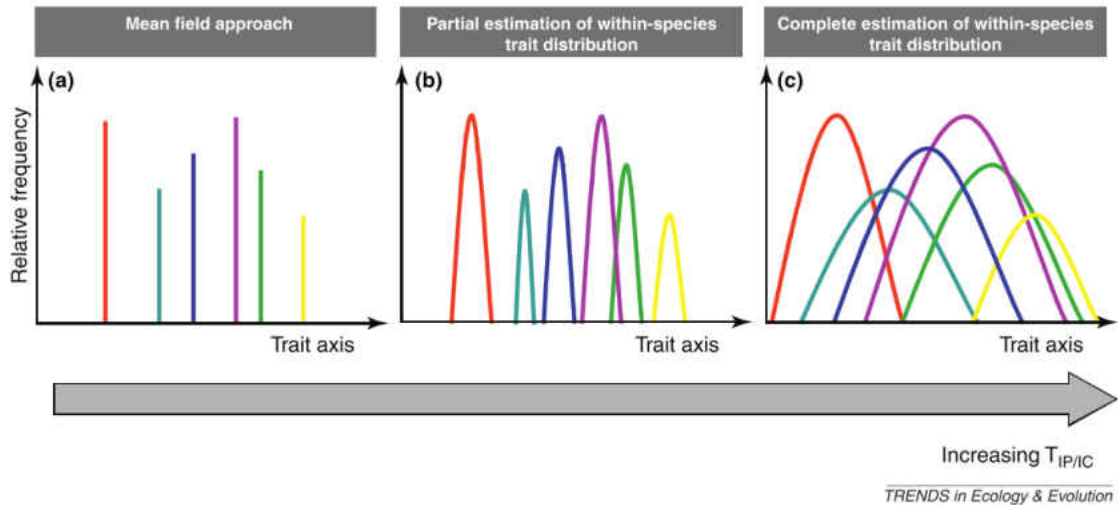 Mean field approach
Partial estimation of within-species
trait distribution
Complete estimation of within-species
trait distribution
(a)
(b)
(c)
Relative frequency
Trait axis
Trait axis
Trait axis
Increasing T_IP/IC
TRENDS in Ecology & Evolution